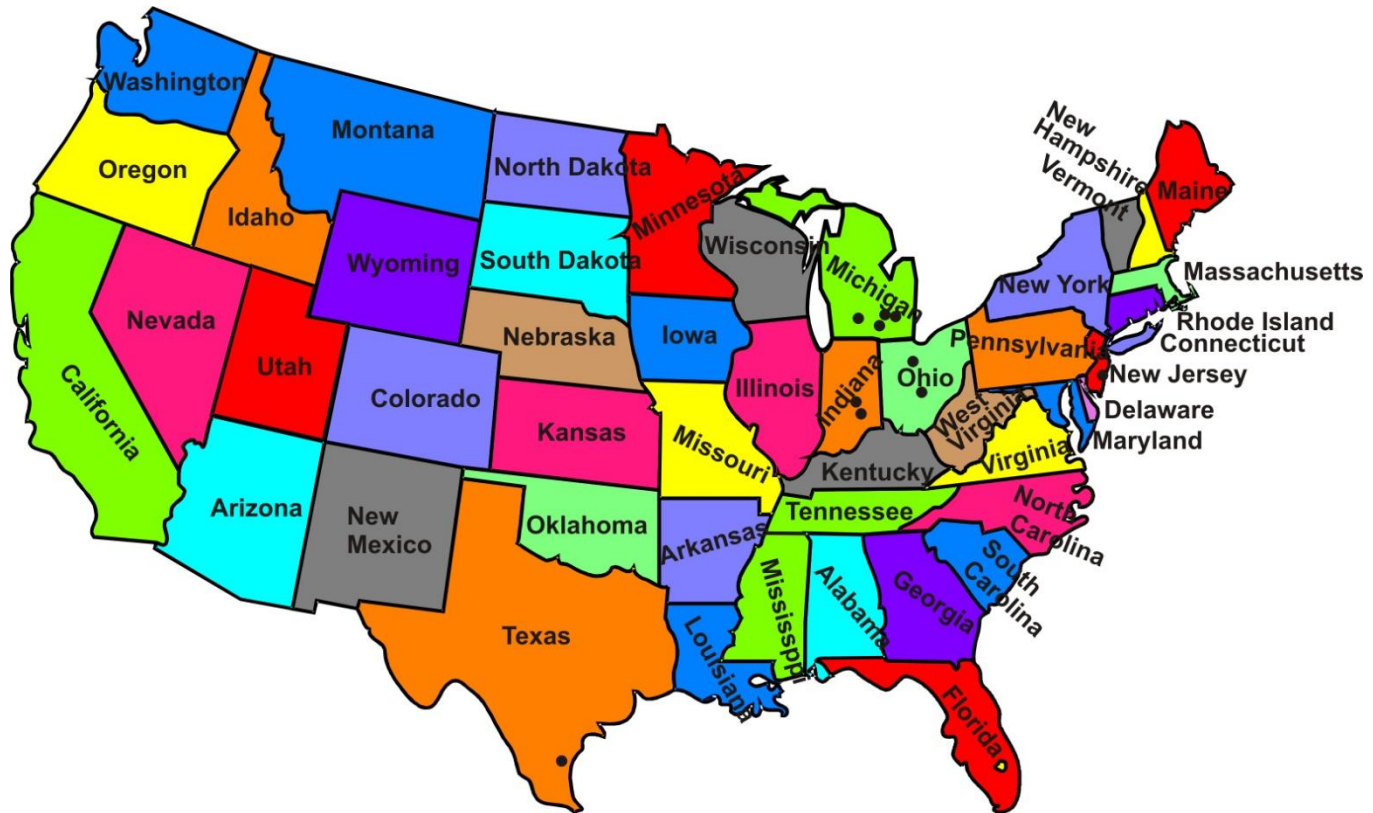 Washington
Montana
North Dakota
Minnesota
New
Hampshire
Vermont
Maine
Oregon
Idaho
Wyoming
South Dakota
Wisconsin
Michigan
New York
Massachusetts
Nevada
Utah
Nebraska
Iowa
Rhode Island
Connecticut
Pennsylvania
New Jersey
California
Colorado
Kansas
Illinois
Indiana
Ohio
West
Virginia
Delaware
Maryland
Missouri
Kentucky
Virginia
Arizona
New
Mexico
Oklahoma
Arkansas
Tennessee
North
Carolina
Texas
Louisiana
Mississppi
Alabama
Georgia
South
Carolina
Florida